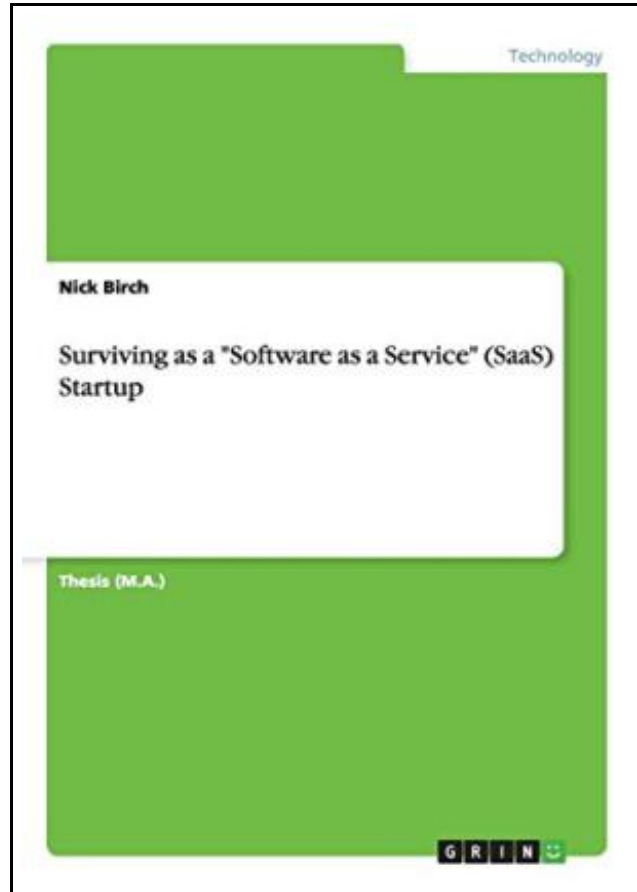 Technology
Nick Birch
Surviving as a "Software as a Service" (SaaS)
Startup
Thesis (M.A.)
GRIN